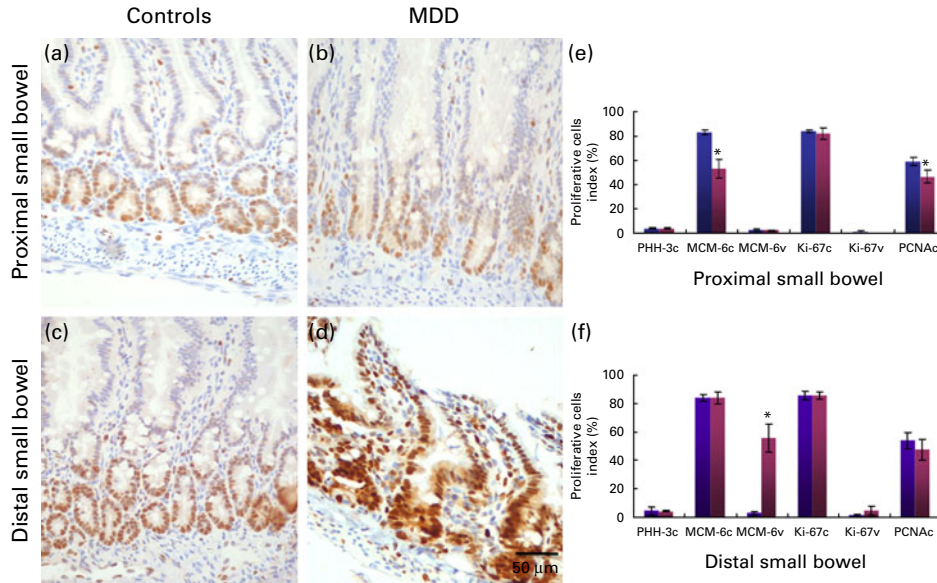 Controls
MDD
Proximal small bowel
Distal small bowel
(a)
(b)
(c)
(d)
50 μm
(e)
Proliferative cells
index (%)
100
80
60
40
20
0
*
*
PHH-3c MCM-6c MCM-6v Ki-67c Ki-67v PCNAc
Proximal small bowel
(f)
Proliferative cells
index (%)
100
80
60
40
20
0
*
PHH-3c MCM-6c MCM-6v Ki-67c Ki-67v PCNAc
Distal small bowel